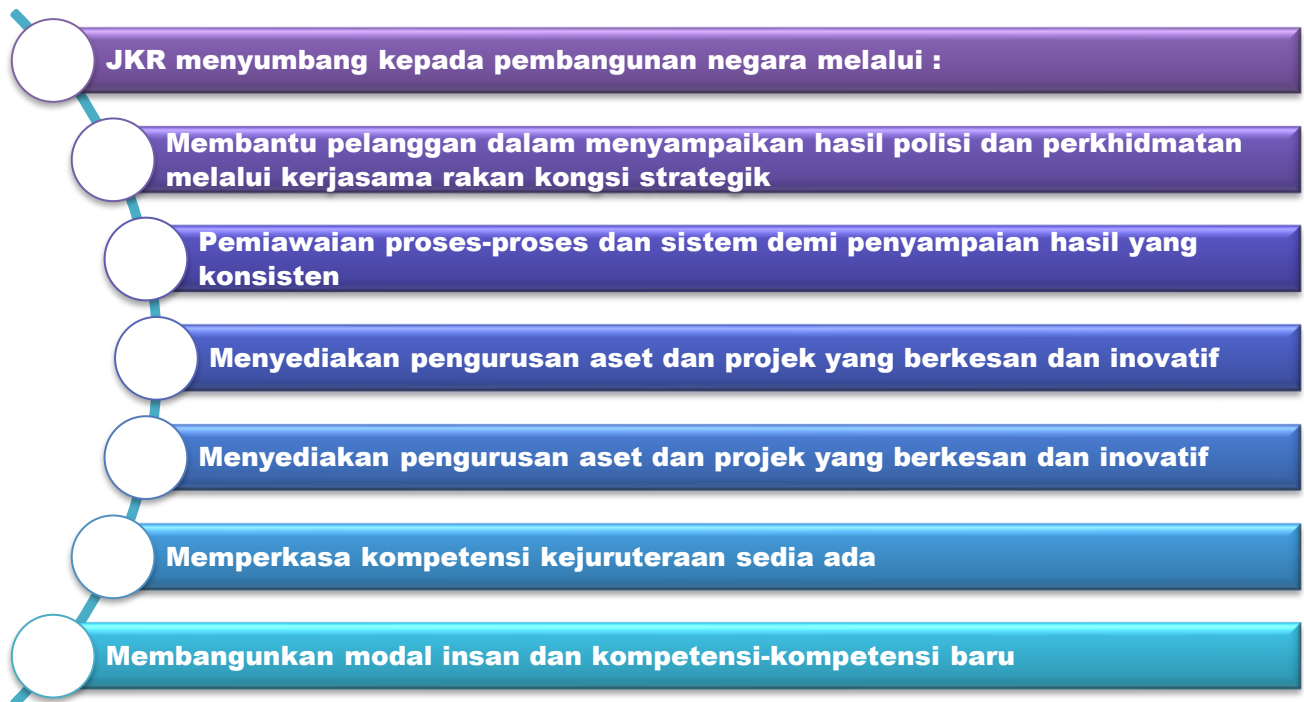 JKR menyumbang kepada pembangunan negara melalui :
Membantu pelanggan dalam menyampaikan hasil polisi dan perkhidmatan
melalui kerjasama rakan kongsi strategik
Pemiawaian proses-proses dan sistem demi penyampaian hasil yang
konsisten
Menyediakan pengurusan aset dan projek yang berkesan dan inovatif
Menyediakan pengurusan aset dan projek yang berkesan dan inovatif
Memperkasa kompetensi kejuruteraan sedia ada
Membangunkan modal insan dan kompetensi-kompetensi baru